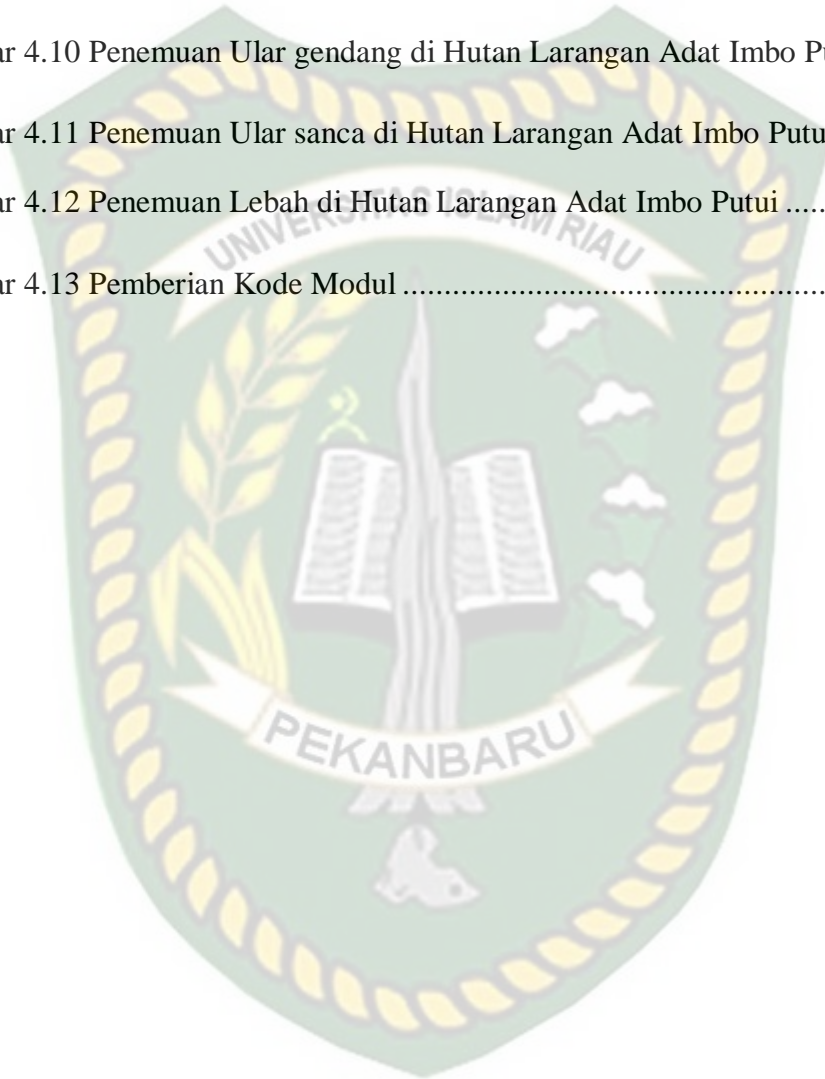 ar 4.10 Penemuan Ular gendang di Hutan Larangan Adat Imbo Pu
ar 4.11 Penemuan Ular sanca di Hutan Larangan Adat Imbo Putu
ar 4.12 Penemuan Lebah di Hutan Larangan Adat Imbo Putui .....
UNIVERSITAS ISLAM RIAU
ar 4.13 Pemberian Kode Modul ...........................................
PEKANBARU